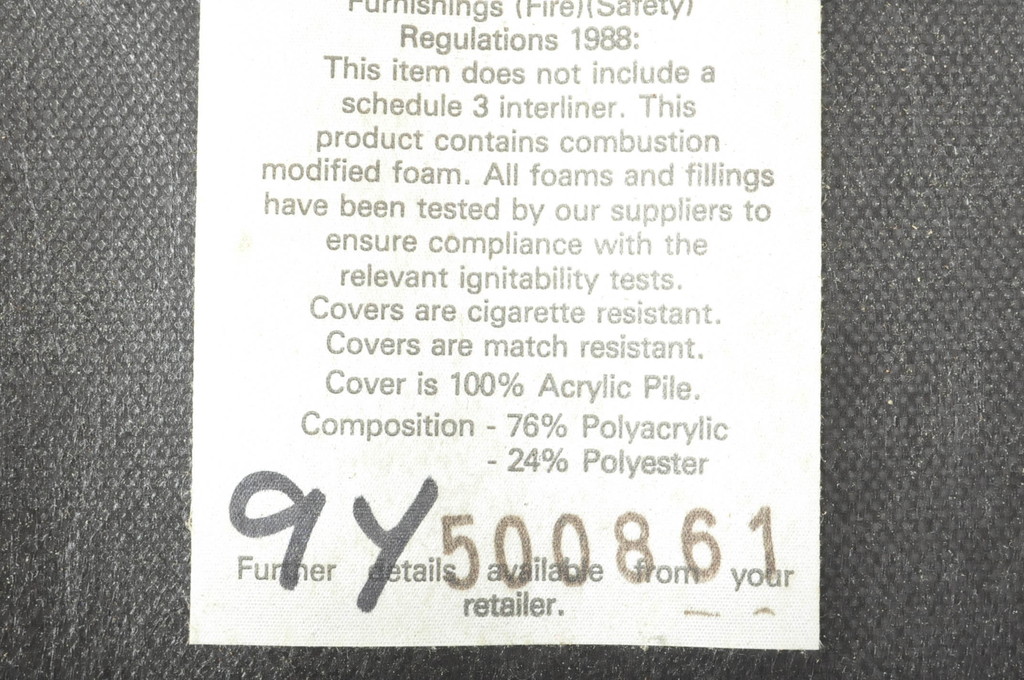 Furnishings (Fire)(Safety)
Regulations 1988:
This item does not include a
schedule 3 interliner. This
product contains combustion
modified foam. All foams and fillings
have been tested by our suppliers to
ensure compliance with the
relevant ignitability tests.
Covers are cigarette resistant.
Covers are match resistant.
Cover is 100% Acrylic Pile.
Composition - 76% Polyacrylic
- 24% Polyester
9Y 500861
Further details available from your
retailer.